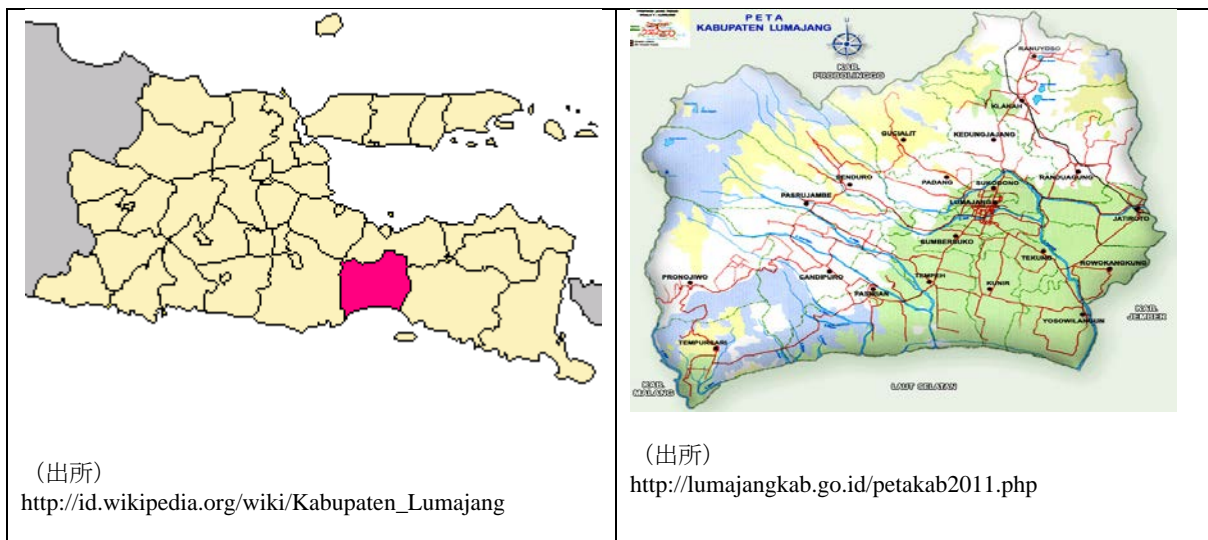 （出所）
http://id.wikipedia.org/wiki/Kabupaten_Lumajang
PETA
KABUPATEN LUMAJANG
KAB.
PROBOLINGGO
RANUYOSO
KLAKAH
GUCIALIT
KEDUNGJAJANG
SENDURO
PADANG
SUKODONO
RANDUAGUNG
PASRUJAMBE
LUMAJANG
JATIROTO
SUMBERSUKO
TEKUNG
ROWOKANGKUNG
PRONOJIWO
CANDIPURO
TEMPEH
KUNIR
PASIRIAN
YOSOWILANGUN
KAB.
JEMBER
TEMPURSARI
KAB.
MALANG
LAUT SELATAN
（出所）
http://lumajangkab.go.id/petakab2011.php